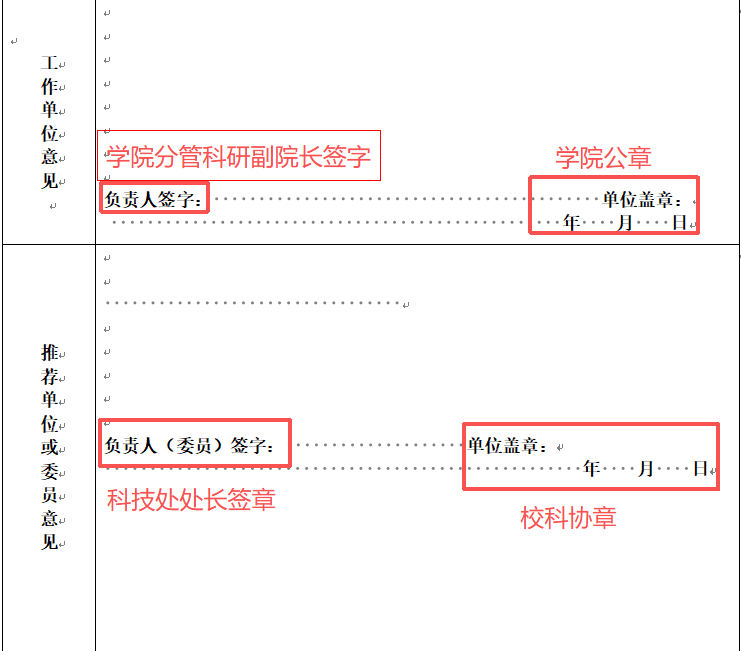 工作单位意见
学院分管科研副院长签字
学院公章
负责人签字： 单位盖章：
年 月 日
推荐单位或委员意见
负责人（委员）签字： 单位盖章：
年 月 日
科技处处长签章
校科协章